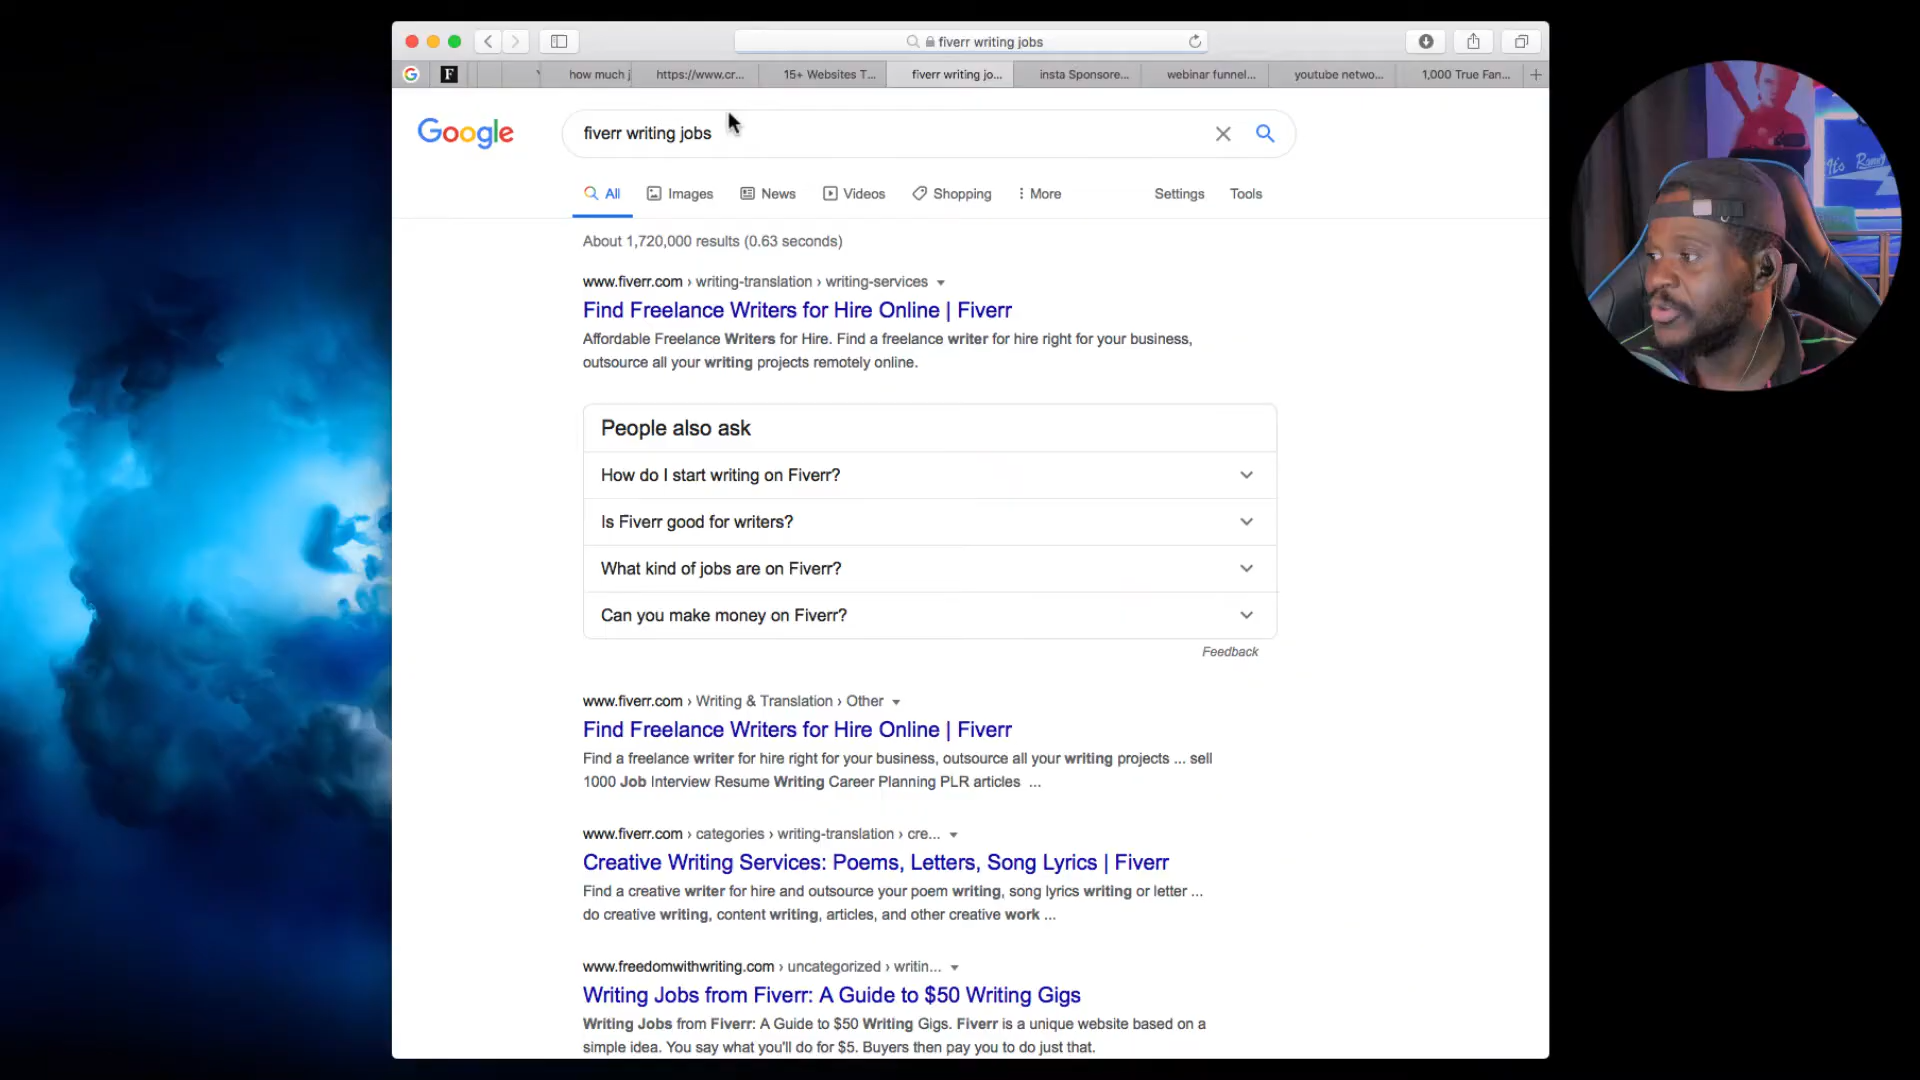 fiverr writing jobs
F
how much j
https://www.cr...
15+ Websites T...
fiverr writing jo...
insta Sponsore...
webinar funnel...
youtube netwo...
1,000 True Fan...
Google
fiverr writing jobs
All
Images
News
Videos
Shopping
More
Settings
Tools
About 1,720,000 results (0.63 seconds)
www.fiverr.com › writing-translation › writing-services
Find Freelance Writers for Hire Online | Fiverr
Affordable Freelance Writers for Hire. Find a freelance writer for hire right for your business,
outsource all your writing projects remotely online.
People also ask
How do I start writing on Fiverr?
Is Fiverr good for writers?
What kind of jobs are on Fiverr?
Can you make money on Fiverr?
Feedback
www.fiverr.com › Writing & Translation › Other
Find Freelance Writers for Hire Online | Fiverr
Find a freelance writer for hire right for your business, outsource all your writing projects ... sell
1000 Job Interview Resume Writing Career Planning PLR articles ...
www.fiverr.com › categories › writing-translation › cre...
Creative Writing Services: Poems, Letters, Song Lyrics | Fiverr
Find a creative writer for hire and outsource your poem writing, song lyrics writing or letter ...
do creative writing, content writing, articles, and other creative work ...
www.freedomwithwriting.com › uncategorized › writin...
Writing Jobs from Fiverr: A Guide to $50 Writing Gigs
Writing Jobs from Fiverr: A Guide to $50 Writing Gigs. Fiverr is a unique website based on a
simple idea. You say what you'll do for $5. Buyers then pay you to do just that.
It's